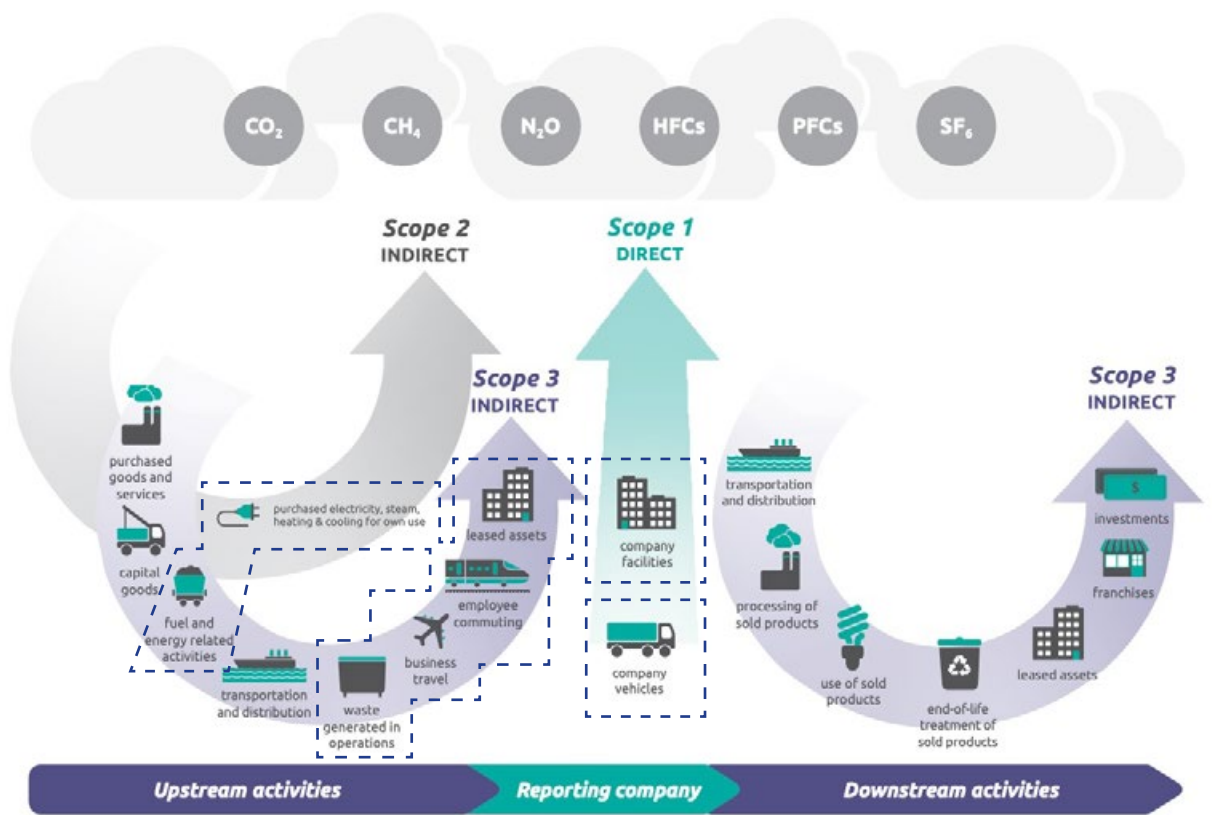 CO₂
CH₄
N₂O
HFCs
PFCs
SF₆
Scope 2
INDIRECT
Scope 1
DIRECT
Scope 3
INDIRECT
Scope 3
INDIRECT
purchased
goods and
services
capital
goods
fuel and
energy related
activities
purchased electricity, steam,
heating & cooling for own use
transportation
and distribution
waste
generated in
operations
business
travel
employee
commuting
leased assets
company
facilities
company
vehicles
transportation
and distribution
processing of
sold products
use of sold
products
end-of-life
treatment of
sold products
leased assets
franchises
$
investments
Upstream activities
Reporting company
Downstream activities